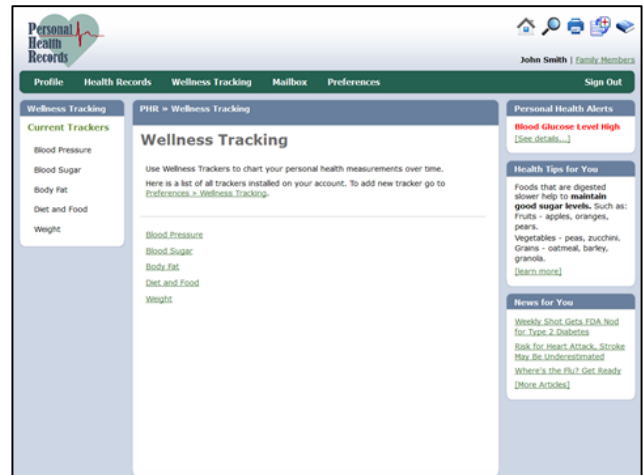 Personal
Health
Records
John Smith | Family Members
Profile Health Records Wellness Tracking Mailbox Preferences Sign Out
Wellness Tracking
Current Trackers
Blood Pressure
Blood Sugar
Body Fat
Diet and Food
Weight
PHR » Wellness Tracking
Wellness Tracking
Use Wellness Trackers to chart your personal health measurements over time.
Here is a list of all trackers installed on your account. To add new tracker go to
Preferences » Wellness Tracking.
Blood Pressure
Blood Sugar
Body Fat
Diet and Food
Weight
Personal Health Alerts
Blood Glucose Level High
[See details...]
Health Tips for You
Foods that are digested
slower help to maintain
good sugar levels. Such as:
Fruits - apples, oranges,
pears.
Vegetables - peas, zucchini.
Grains - oatmeal, barley,
granola.
[learn more]
News for You
Weekly Shot Gets FDA Nod
for Type 2 Diabetes
Risk for Heart Attack, Stroke
May Be Underestimated
Where's the Flu? Get Ready
[More Articles]